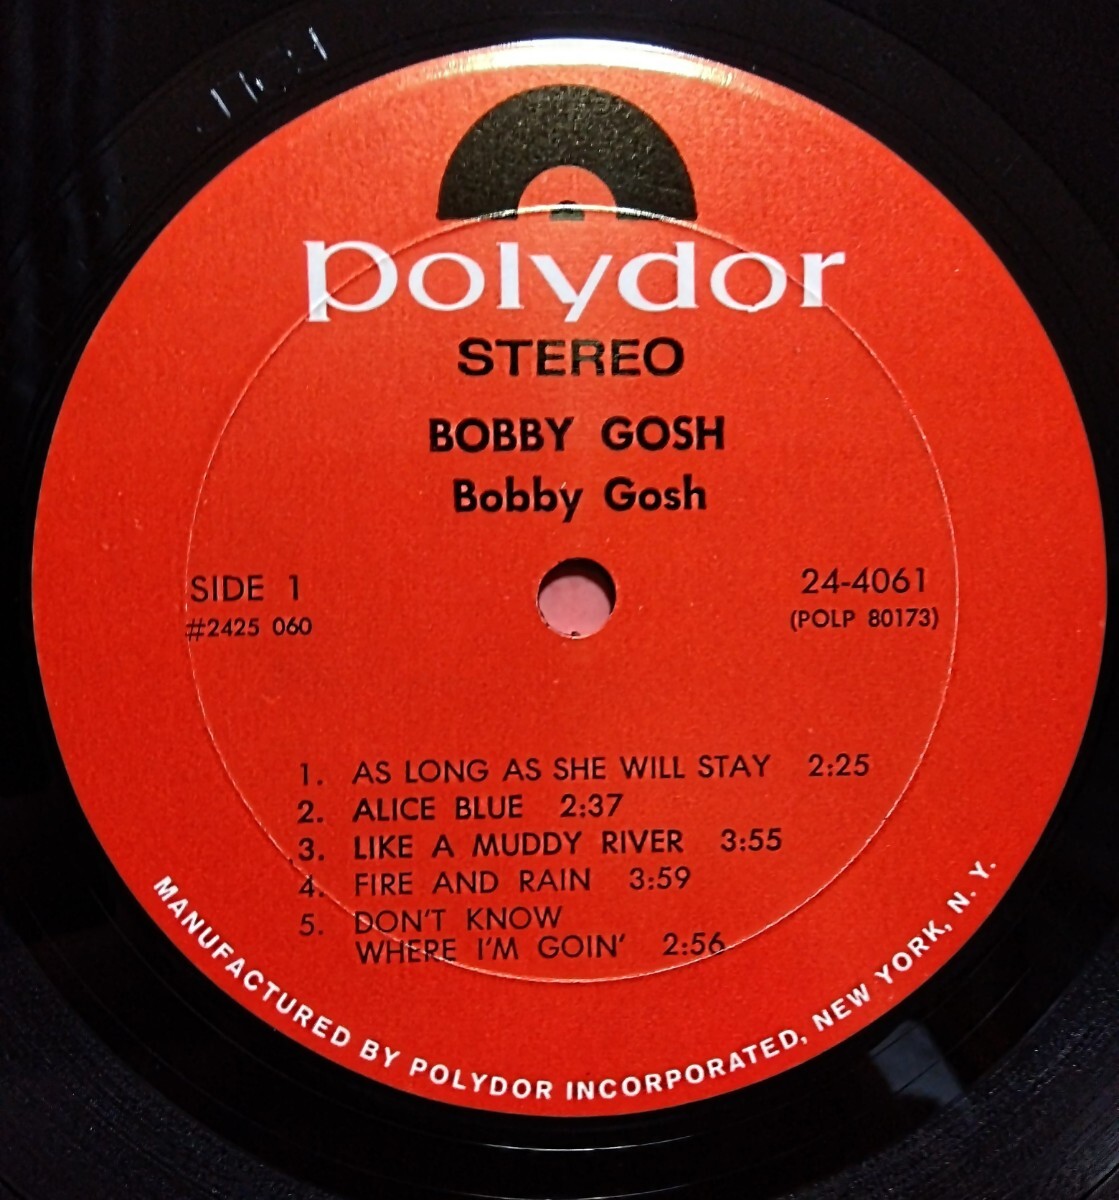 polydor
STEREO
BOBBY GOSH
Bobby Gosh
SIDE 1
#2425 060
24-4061
(POLP 80173)
1. AS LONG AS SHE WILL STAY 2:25
2. ALICE BLUE 2:37
3. LIKE A MUDDY RIVER 3:55
4. FIRE AND RAIN 3:59
5. DON'T KNOW
WHERE I'M GOIN' 2:56
MANUFACTURED BY POLYDOR INCORPORATED, NEW YORK, N. Y.